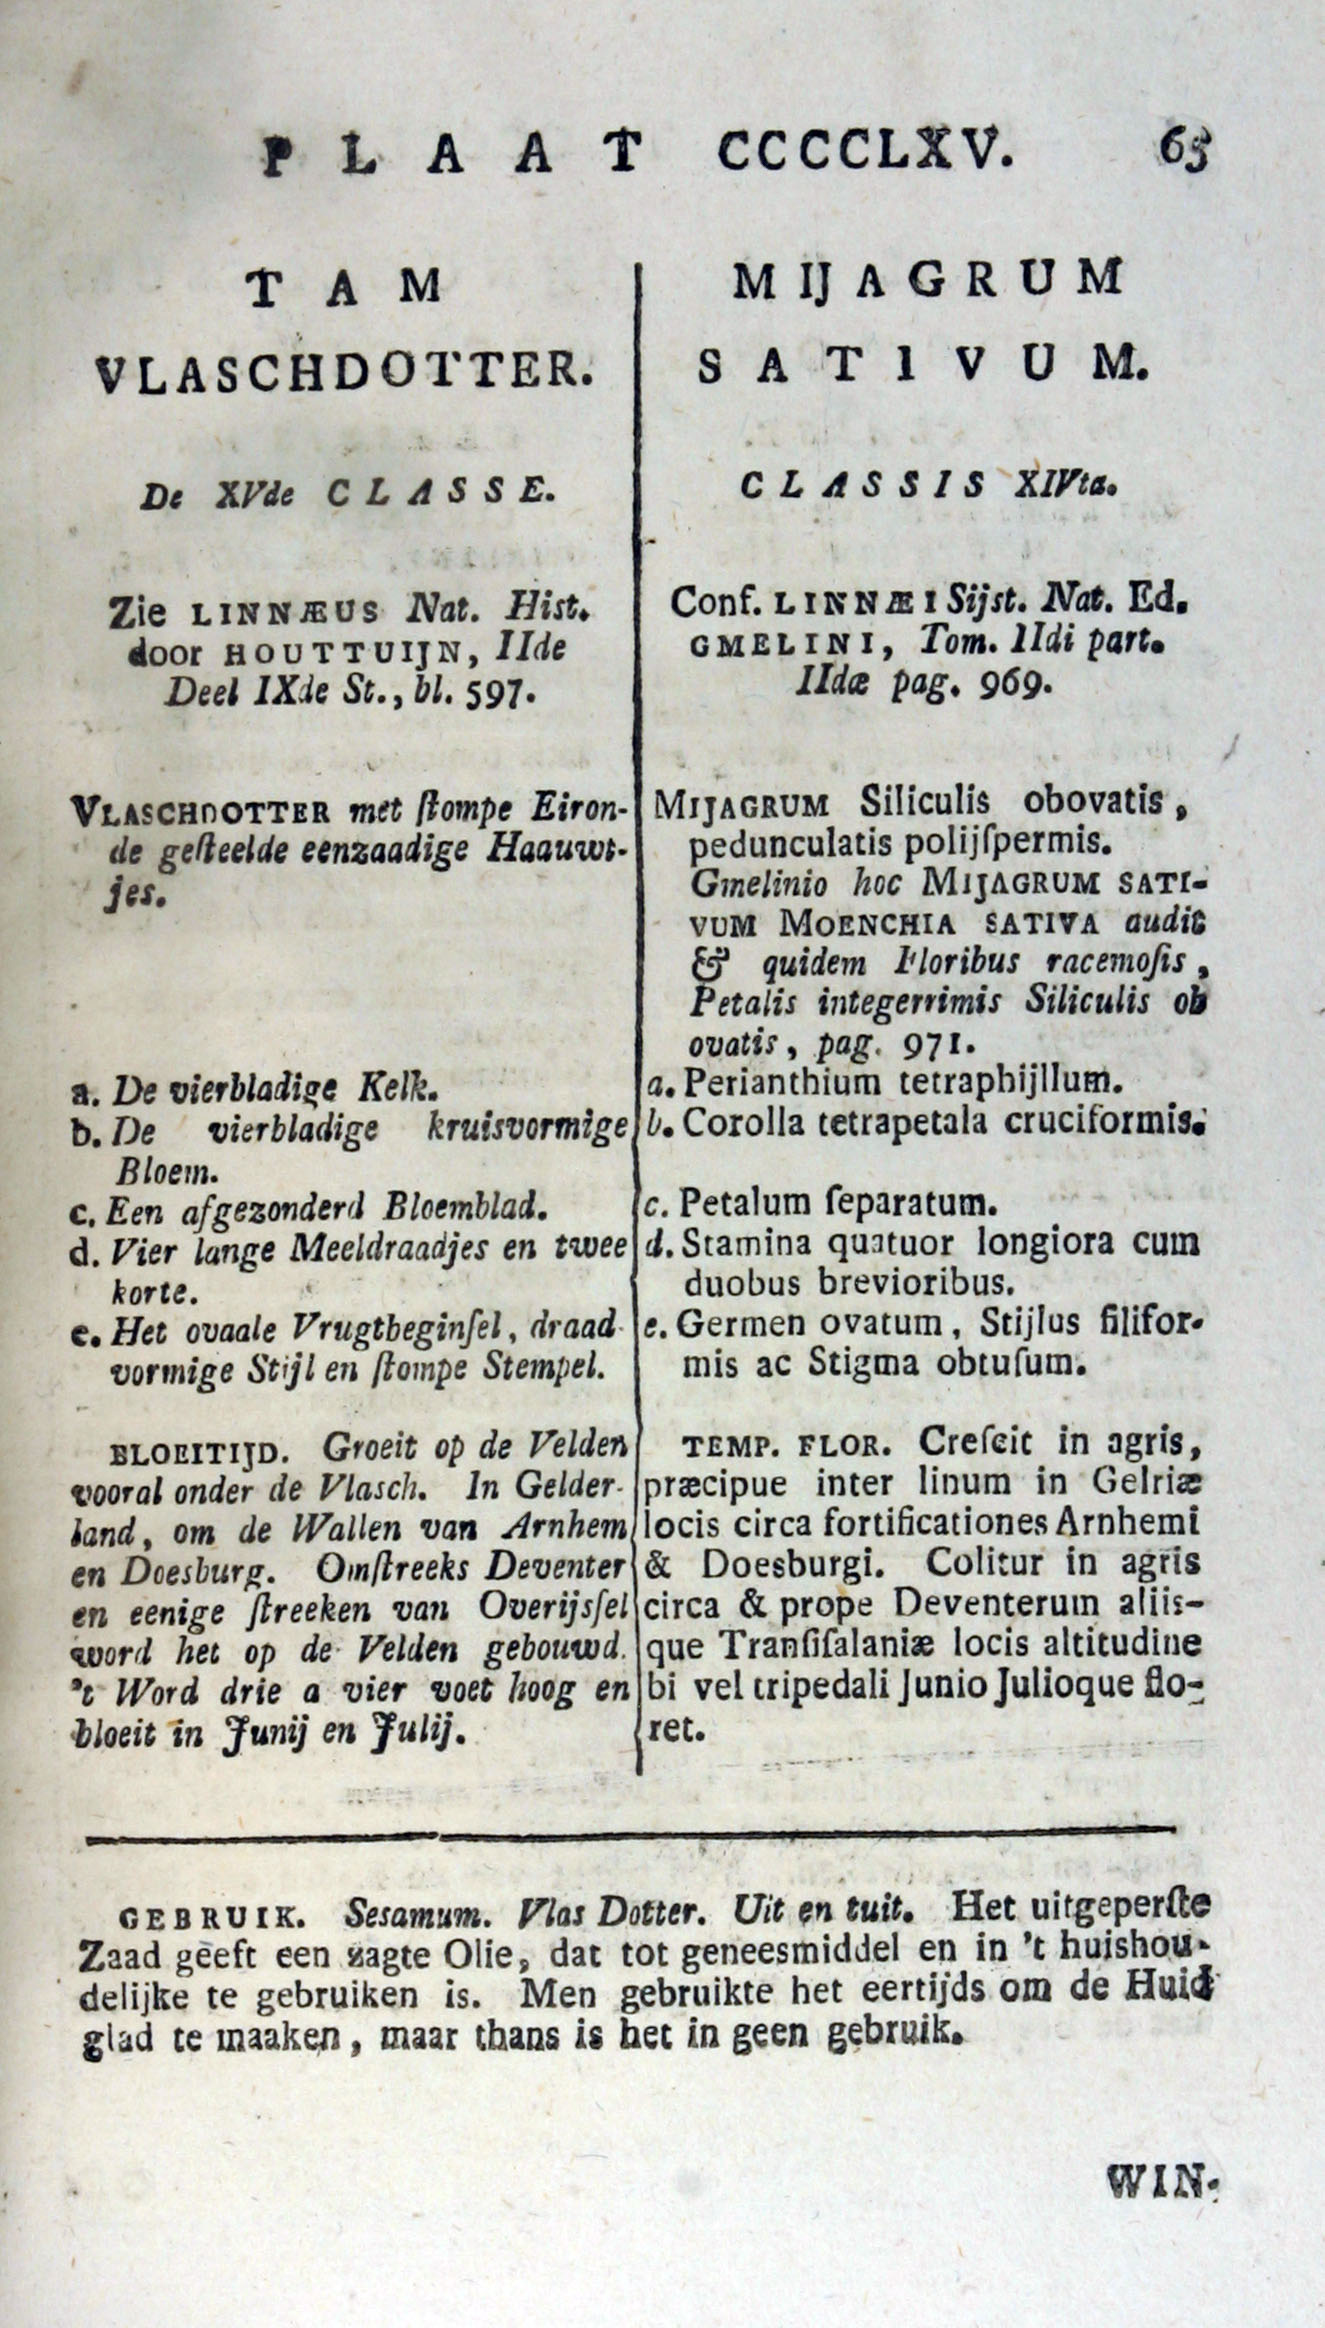 PLAAT CCCCCLXV. 65
TAM
VLASCHDOTTER.
De XVde CLASSE.
Zie LINNÆUS Nat. Hist.
door HOUTTUIJN, IIde
Deel IXde St., bl. 597.
VLASCHDOTTER met ſtompe Eiron-
de geſteelde eenzaadige Haauwt-
jes.
a. De vierbladige Kelk.
b. De vierbladige kruisvormige
Bloem.
c. Een afgezonderd Bloemblad.
d. Vier lange Meeldraadjes en twee
korte.
e. Het ovaale Vrugtbeginſel, draad-
vormige Stijl en ſtompe Stempel.
BLOEITIJD. Groeit op de Velden
vooral onder de Vlasch. In Gelder-
land, om de Wallen van Arnhem
en Doesburg. Omſtreeks Deventer
en eenige ſtreeken van Overijsſel
word het op de Velden gebouwd.
't Word drie a vier voet hoog en
bloeit in Junij en Julij.
MIJAGRUM
SATIVUM.
CLASSIS XIVta.
Conf. LINNÆI Sijst. Nat. Ed.
GMELINI, Tom. IIdi part.
IIdæ pag. 969.
MIJAGRUM Siliculis obovatis,
pedunculatis polijſpermis.
Gmelinio hoc MIJAGRUM SATI-
VUM MOENCHIA SATIVA audit
& quidem Floribus racemoſis,
Petalis integerrimis Siliculis ob
ovatis, pag. 971.
a. Perianthium tetraphijllum.
b. Corolla tetrapetala cruciformis.
c. Petalum ſeparatum.
d. Stamina quatuor longiora cum
duobus brevioribus.
e. Germen ovatum, Stijlus filifor-
mis ac Stigma obtuſum.
TEMP. FLOR. Creſcit in agris,
præcipue inter linum in Gelriæ
locis circa fortificationes Arnhemi
& Doesburgi. Colitur in agris
circa & prope Deventerum aliis-
que Tranſiſalaniæ locis altitudine
bi vel tripedali Junio Julioque flo-
ret.
GEBRUIK. Sesamum. Vlas Dotter. Uit en tuit. Het uitgeperſte
Zaad geeft een zagte Olie, dat tot geneesmiddel en in 't huishou-
delijke te gebruiken is. Men gebruikte het eertijds om de Huid
glad te maaken, maar thans is het in geen gebruik.
WIN-